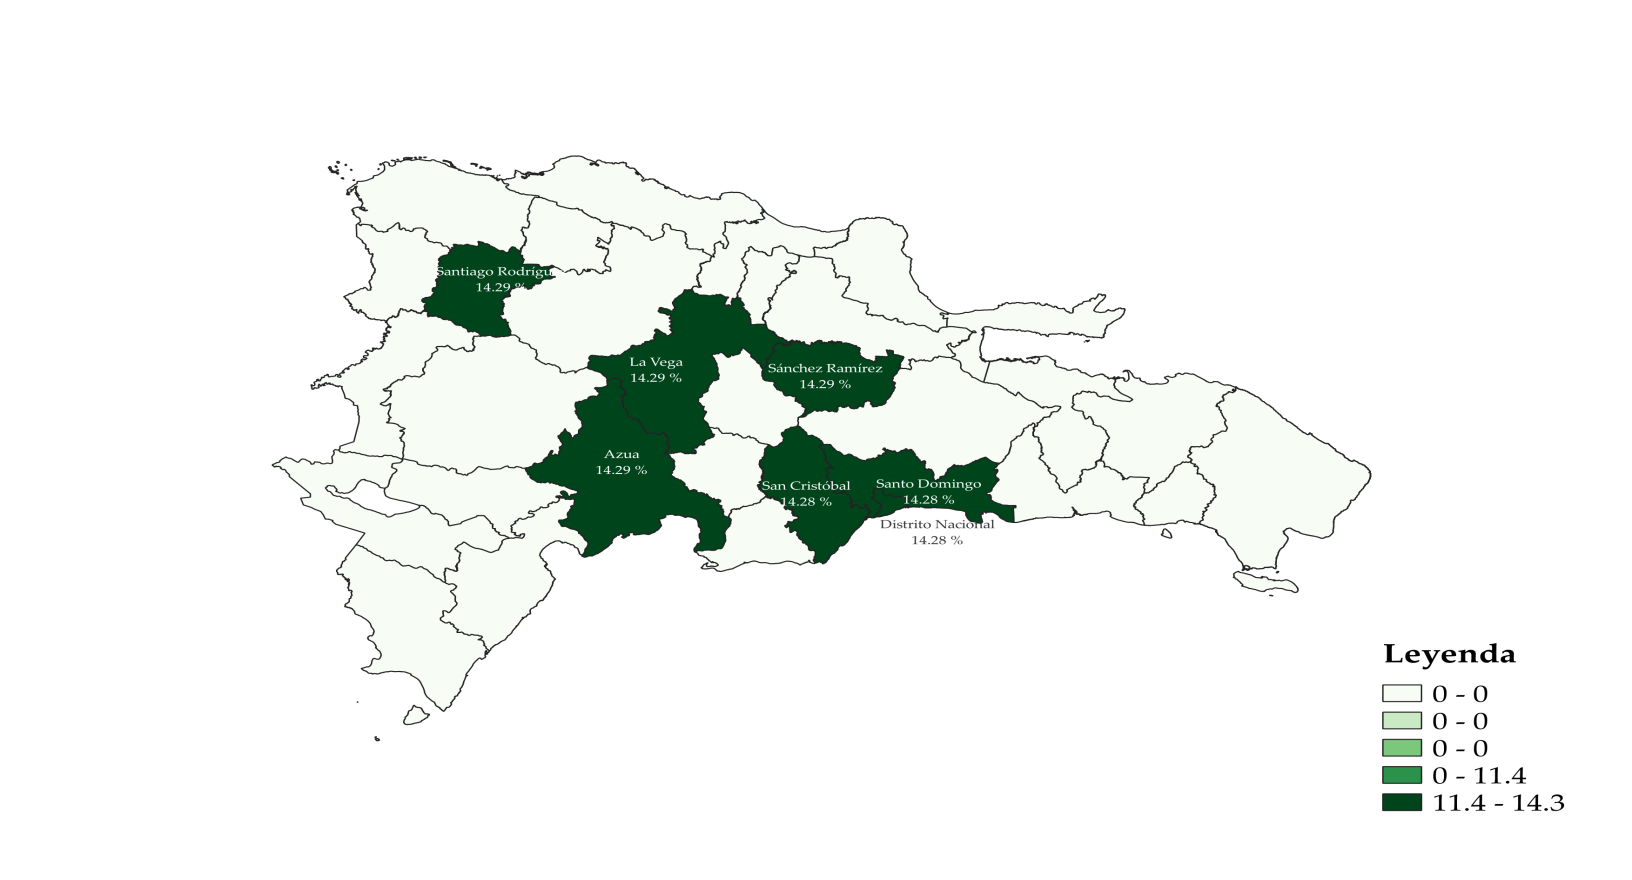 Santiago Rodrígu
14.29 %
La Vega
14.29 %
Sánchez Ramírez
14.29 %
Azua
14.29 %
San Cristóbal
14.28 %
Santo Domingo
14.28 %
Distrito Nacional
14.28 %
Leyenda
0 - 0
0 - 0
0 - 0
0 - 11.4
11.4 - 14.3